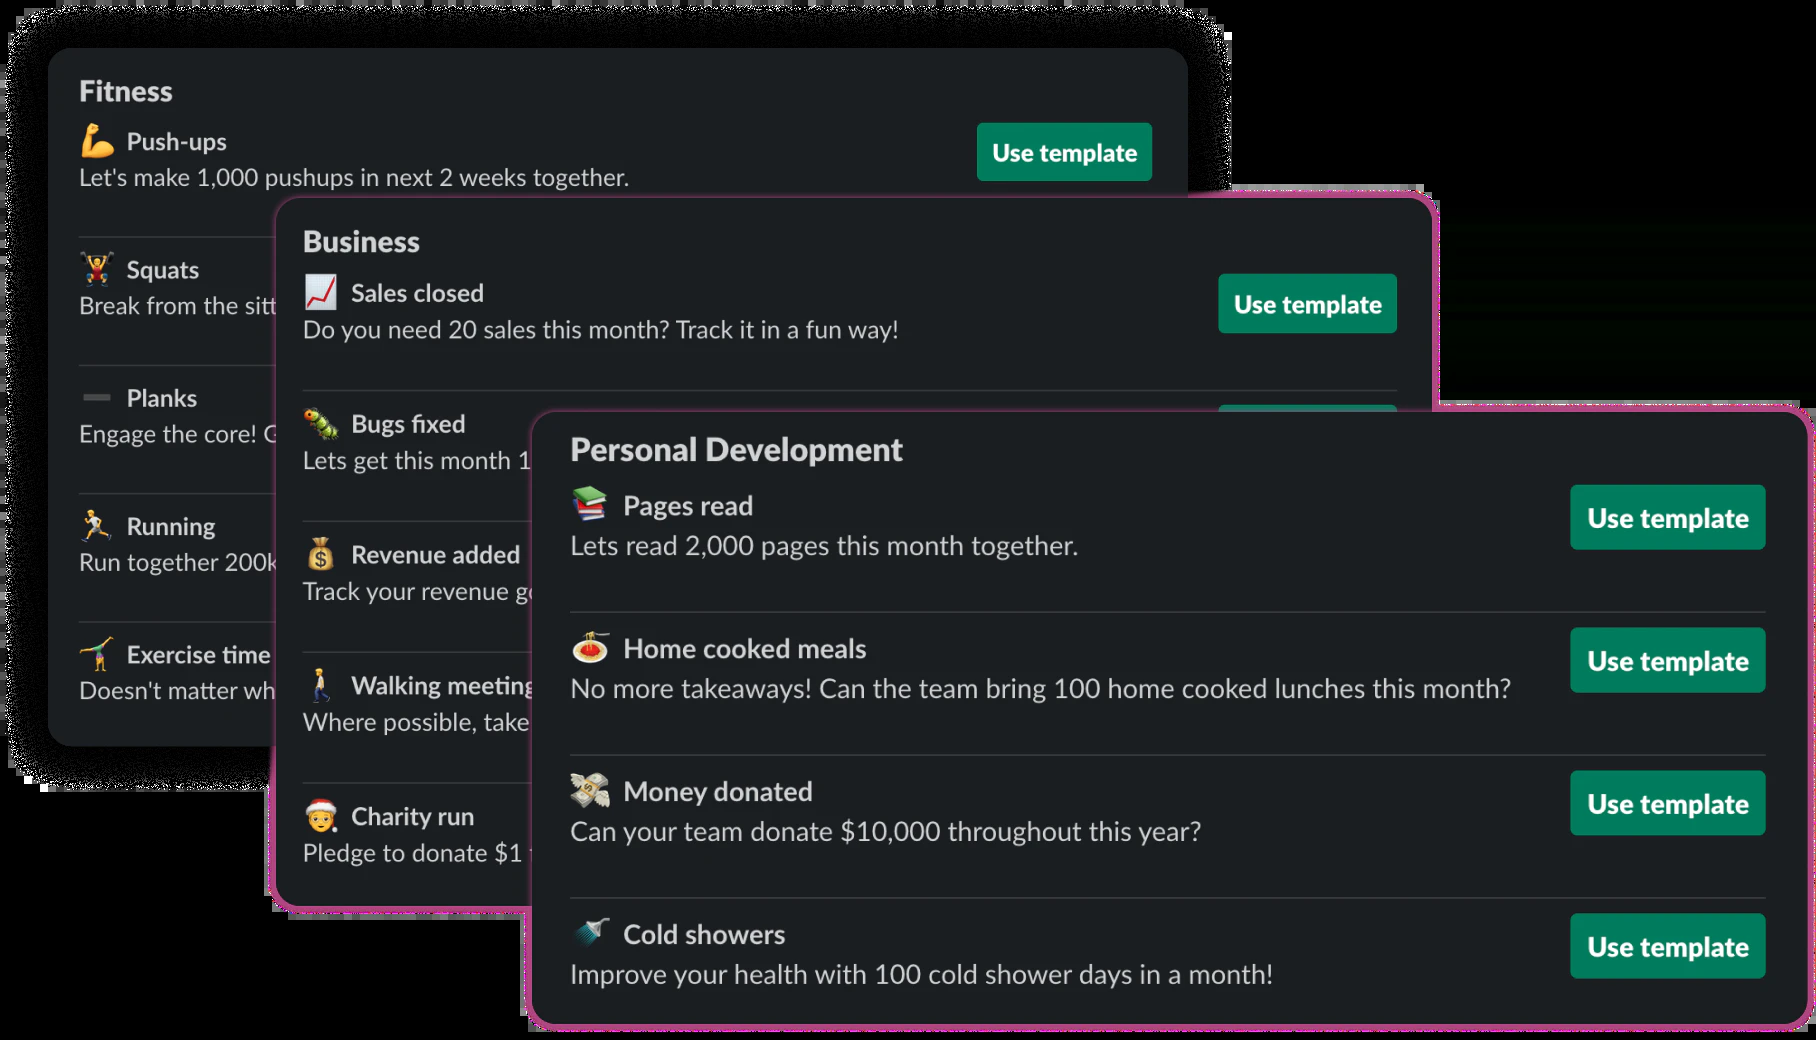 Fitness
Push-ups
Use template
Let's make 1,000 pushups in next 2 weeks together.
Squats
Break from the
Planks
Engage the core!
Running
Run together
Exercise time
Doesn't matter
Business
Sales closed
Use template
Do you need 20 sales this month? Track it in a fun way!
Bugs fixed
Lets get this month
Revenue added
Track your revenue
Walking meeting
Where possible, take
Charity run
Pledge to donate $1
Personal Development
Pages read
Use template
Lets read 2,000 pages this month together.
Home cooked meals
Use template
No more takeaways! Can the team bring 100 home cooked lunches this month?
Money donated
Use template
Can your team donate $10,000 throughout this year?
Cold showers
Use template
Improve your health with 100 cold shower days in a month!